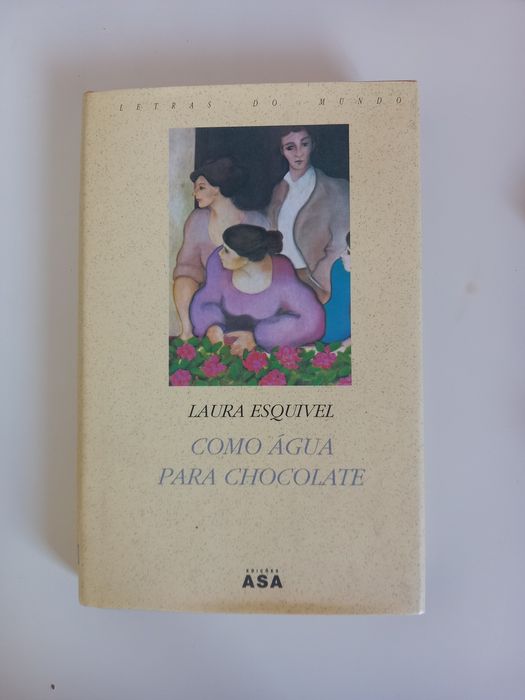 LETRAS DO MUNDO
LAURA ESQUIVEL
COMO ÁGUA
PARA CHOCOLATE
EDIÇÕES
ASA